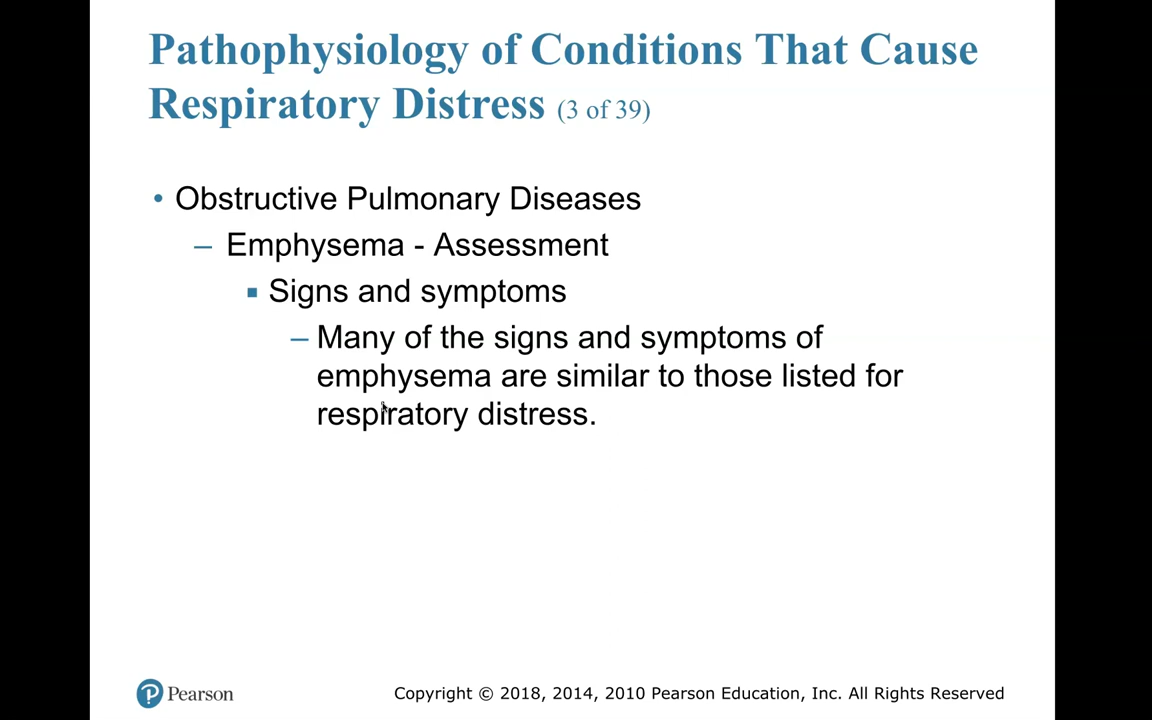 Pathophysiology of Conditions That Cause
Respiratory Distress (3 of 39)
• Obstructive Pulmonary Diseases
– Emphysema - Assessment
▪ Signs and symptoms
– Many of the signs and symptoms of
emphysema are similar to those listed for
respiratory distress.
Pearson
Copyright © 2018, 2014, 2010 Pearson Education, Inc. All Rights Reserved